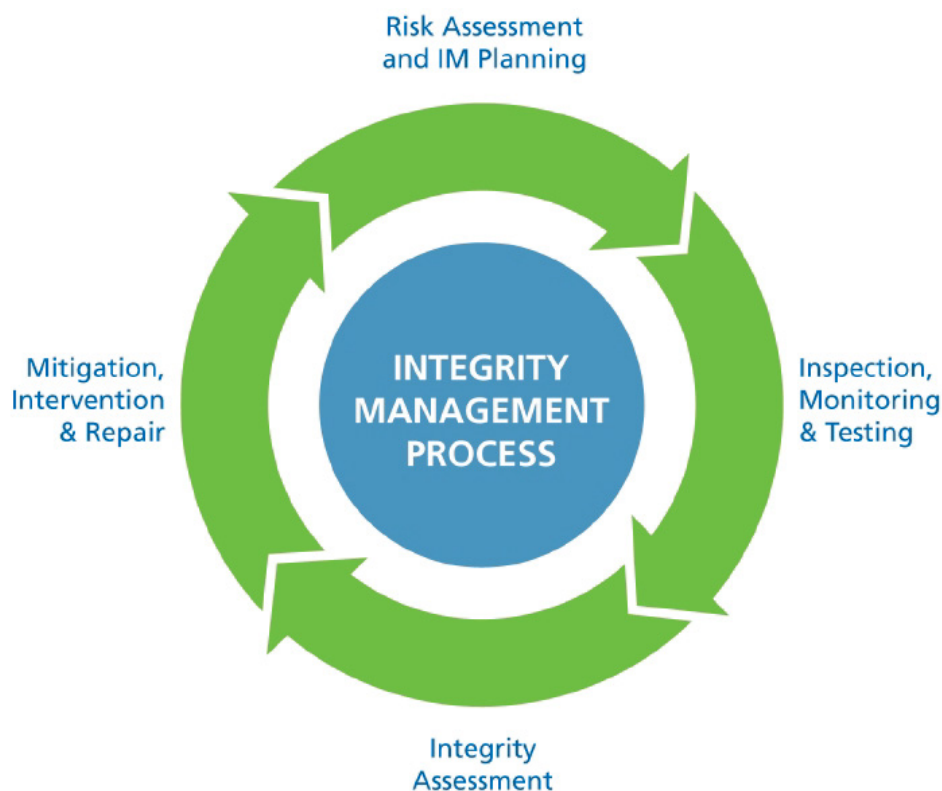 Risk Assessment
and IM Planning
Mitigation,
Intervention
& Repair
INTEGRITY
MANAGEMENT
PROCESS
Inspection,
Monitoring
& Testing
Integrity
Assessment